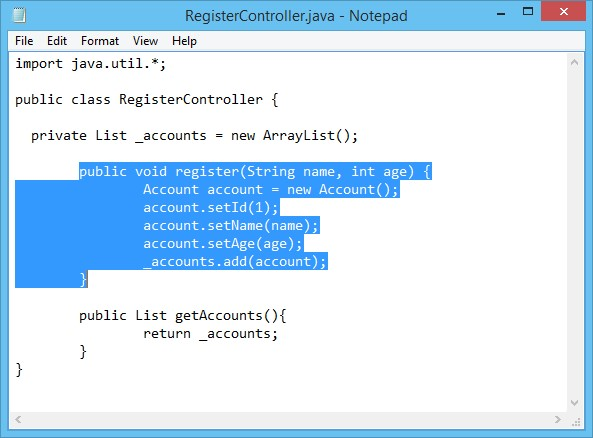 RegisterController.java - Notepad
File Edit Format View Help
import java.util.*;
public class RegisterController {
private List _accounts = new ArrayList();
public void register(String name, int age) {
Account account = new Account();
account.setId(1);
account.setName(name);
account.setAge(age);
_accounts.add(account);
}
public List getAccounts(){
return _accounts;
}
}